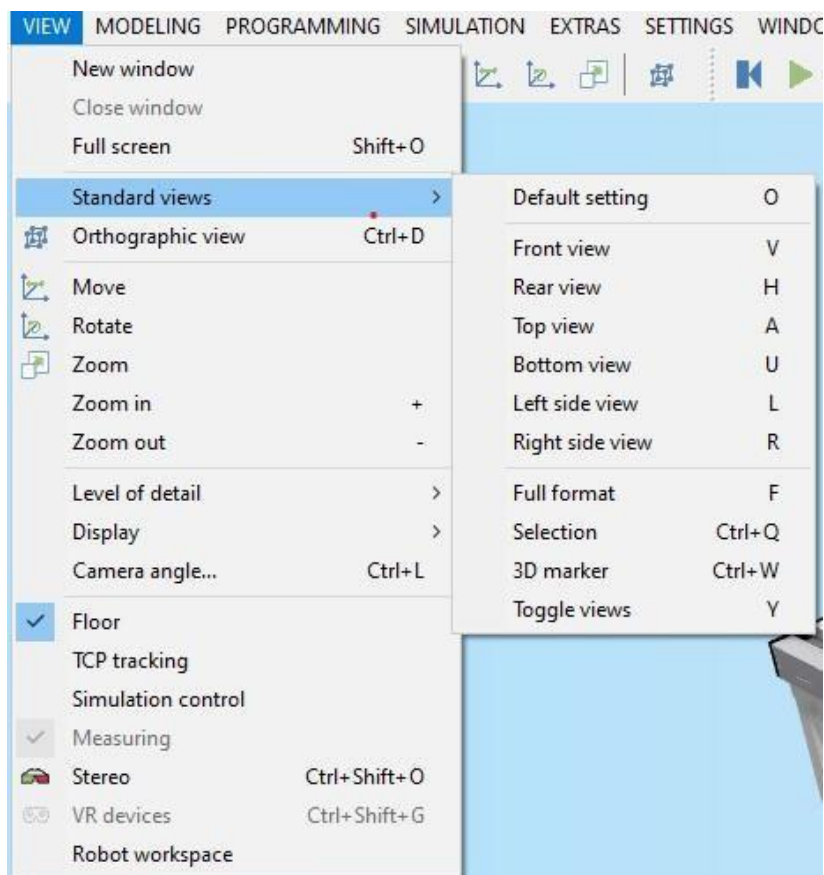 VIEW MODELING PROGRAMMING SIMULATION EXTRAS SETTINGS WINDO
New window
Close window
Full screen Shift+O
Standard views >
Orthographic view Ctrl+D
Move
Rotate
Zoom
Zoom in +
Zoom out -
Level of detail >
Display >
Camera angle... Ctrl+L
Floor
TCP tracking
Simulation control
Measuring
Stereo Ctrl+Shift+O
VR devices Ctrl+Shift+G
Robot workspace
Default setting O
Front view V
Rear view H
Top view A
Bottom view U
Left side view L
Right side view R
Full format F
Selection Ctrl+Q
3D marker Ctrl+W
Toggle views Y